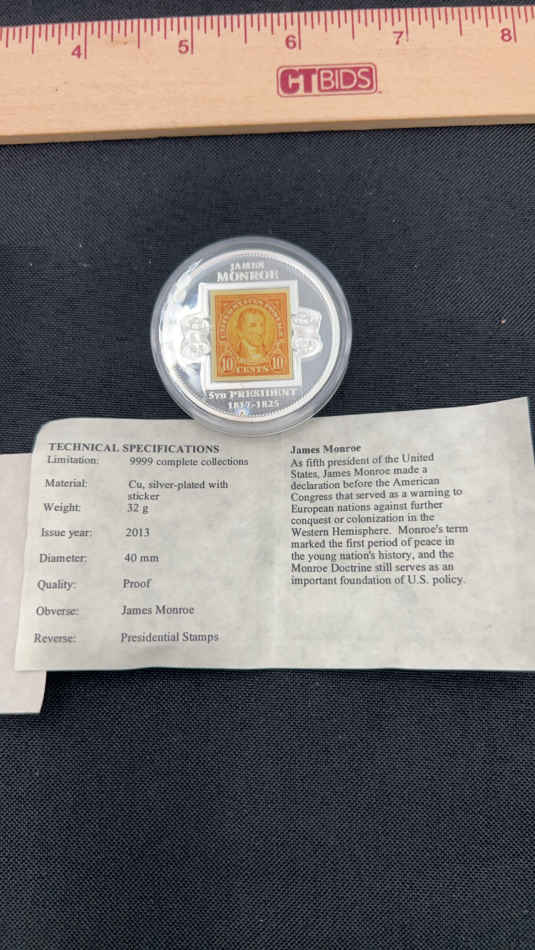 4 5 6 7 8
CTBIDS
JAMES
MONROE
10 CENTS 10
5TH PRESIDENT
1817-1825
TECHNICAL SPECIFICATIONS
Limitation: 9999 complete collections
Material: Cu, silver-plated with
sticker
Weight: 32 g
Issue year: 2013
Diameter: 40 mm
Quality: Proof
Obverse: James Monroe
Reverse: Presidential Stamps
James Monroe
As fifth president of the United
States, James Monroe made a
declaration before the American
Congress that served as a warning to
European nations against further
conquest or colonization in the
Western Hemisphere. Monroe's term
marked the first period of peace in
the young nation's history, and the
Monroe Doctrine still serves as an
important foundation of U.S. policy.